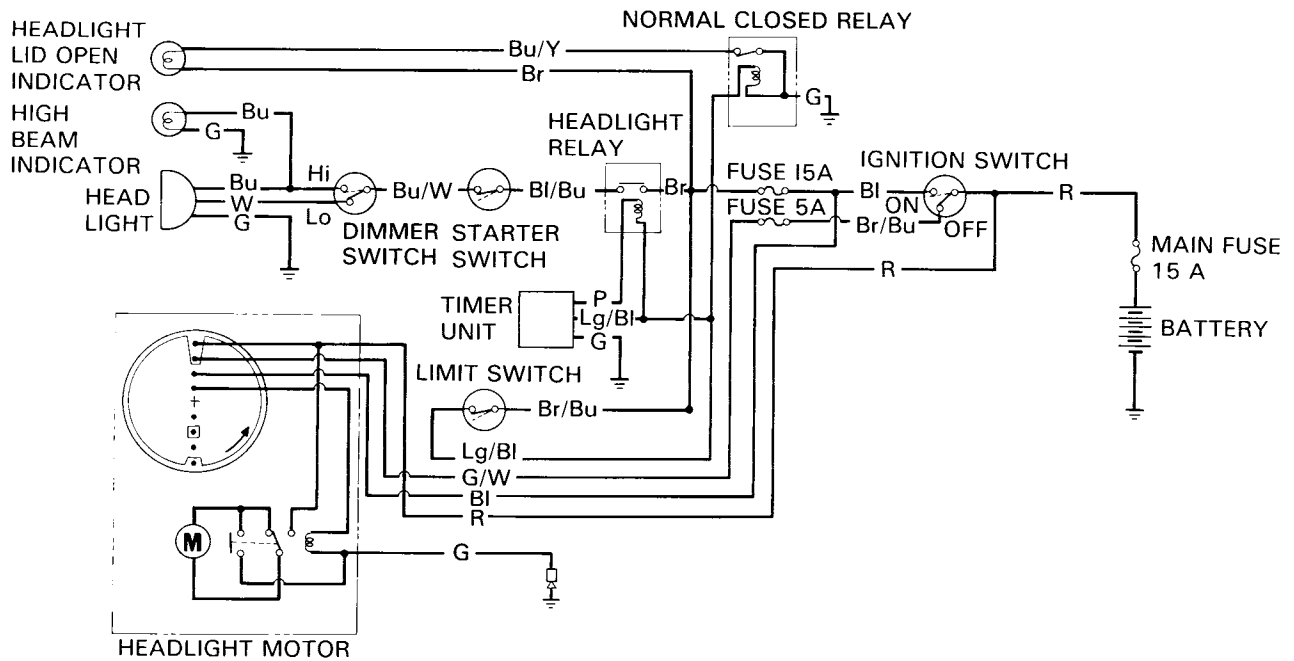 HEADLIGHT
LID OPEN
INDICATOR
NORMAL CLOSED RELAY
Bu/Y
Br
G
HIGH
BEAM
INDICATOR
Bu
G
HEADLIGHT
RELAY
HEAD
LIGHT
Bu
W
G
Hi
Lo
Bu/W
Bl/Bu
Br
DIMMER
SWITCH
STARTER
SWITCH
FUSE I5A
FUSE 5A
Bl
Br/Bu
IGNITION SWITCH
ON
OFF
R
R
MAIN FUSE
15 A
BATTERY
TIMER
UNIT
P
Lg/Bl
G
LIMIT SWITCH
Br/Bu
Lg/Bl
G/W
Bl
R
M
G
HEADLIGHT MOTOR